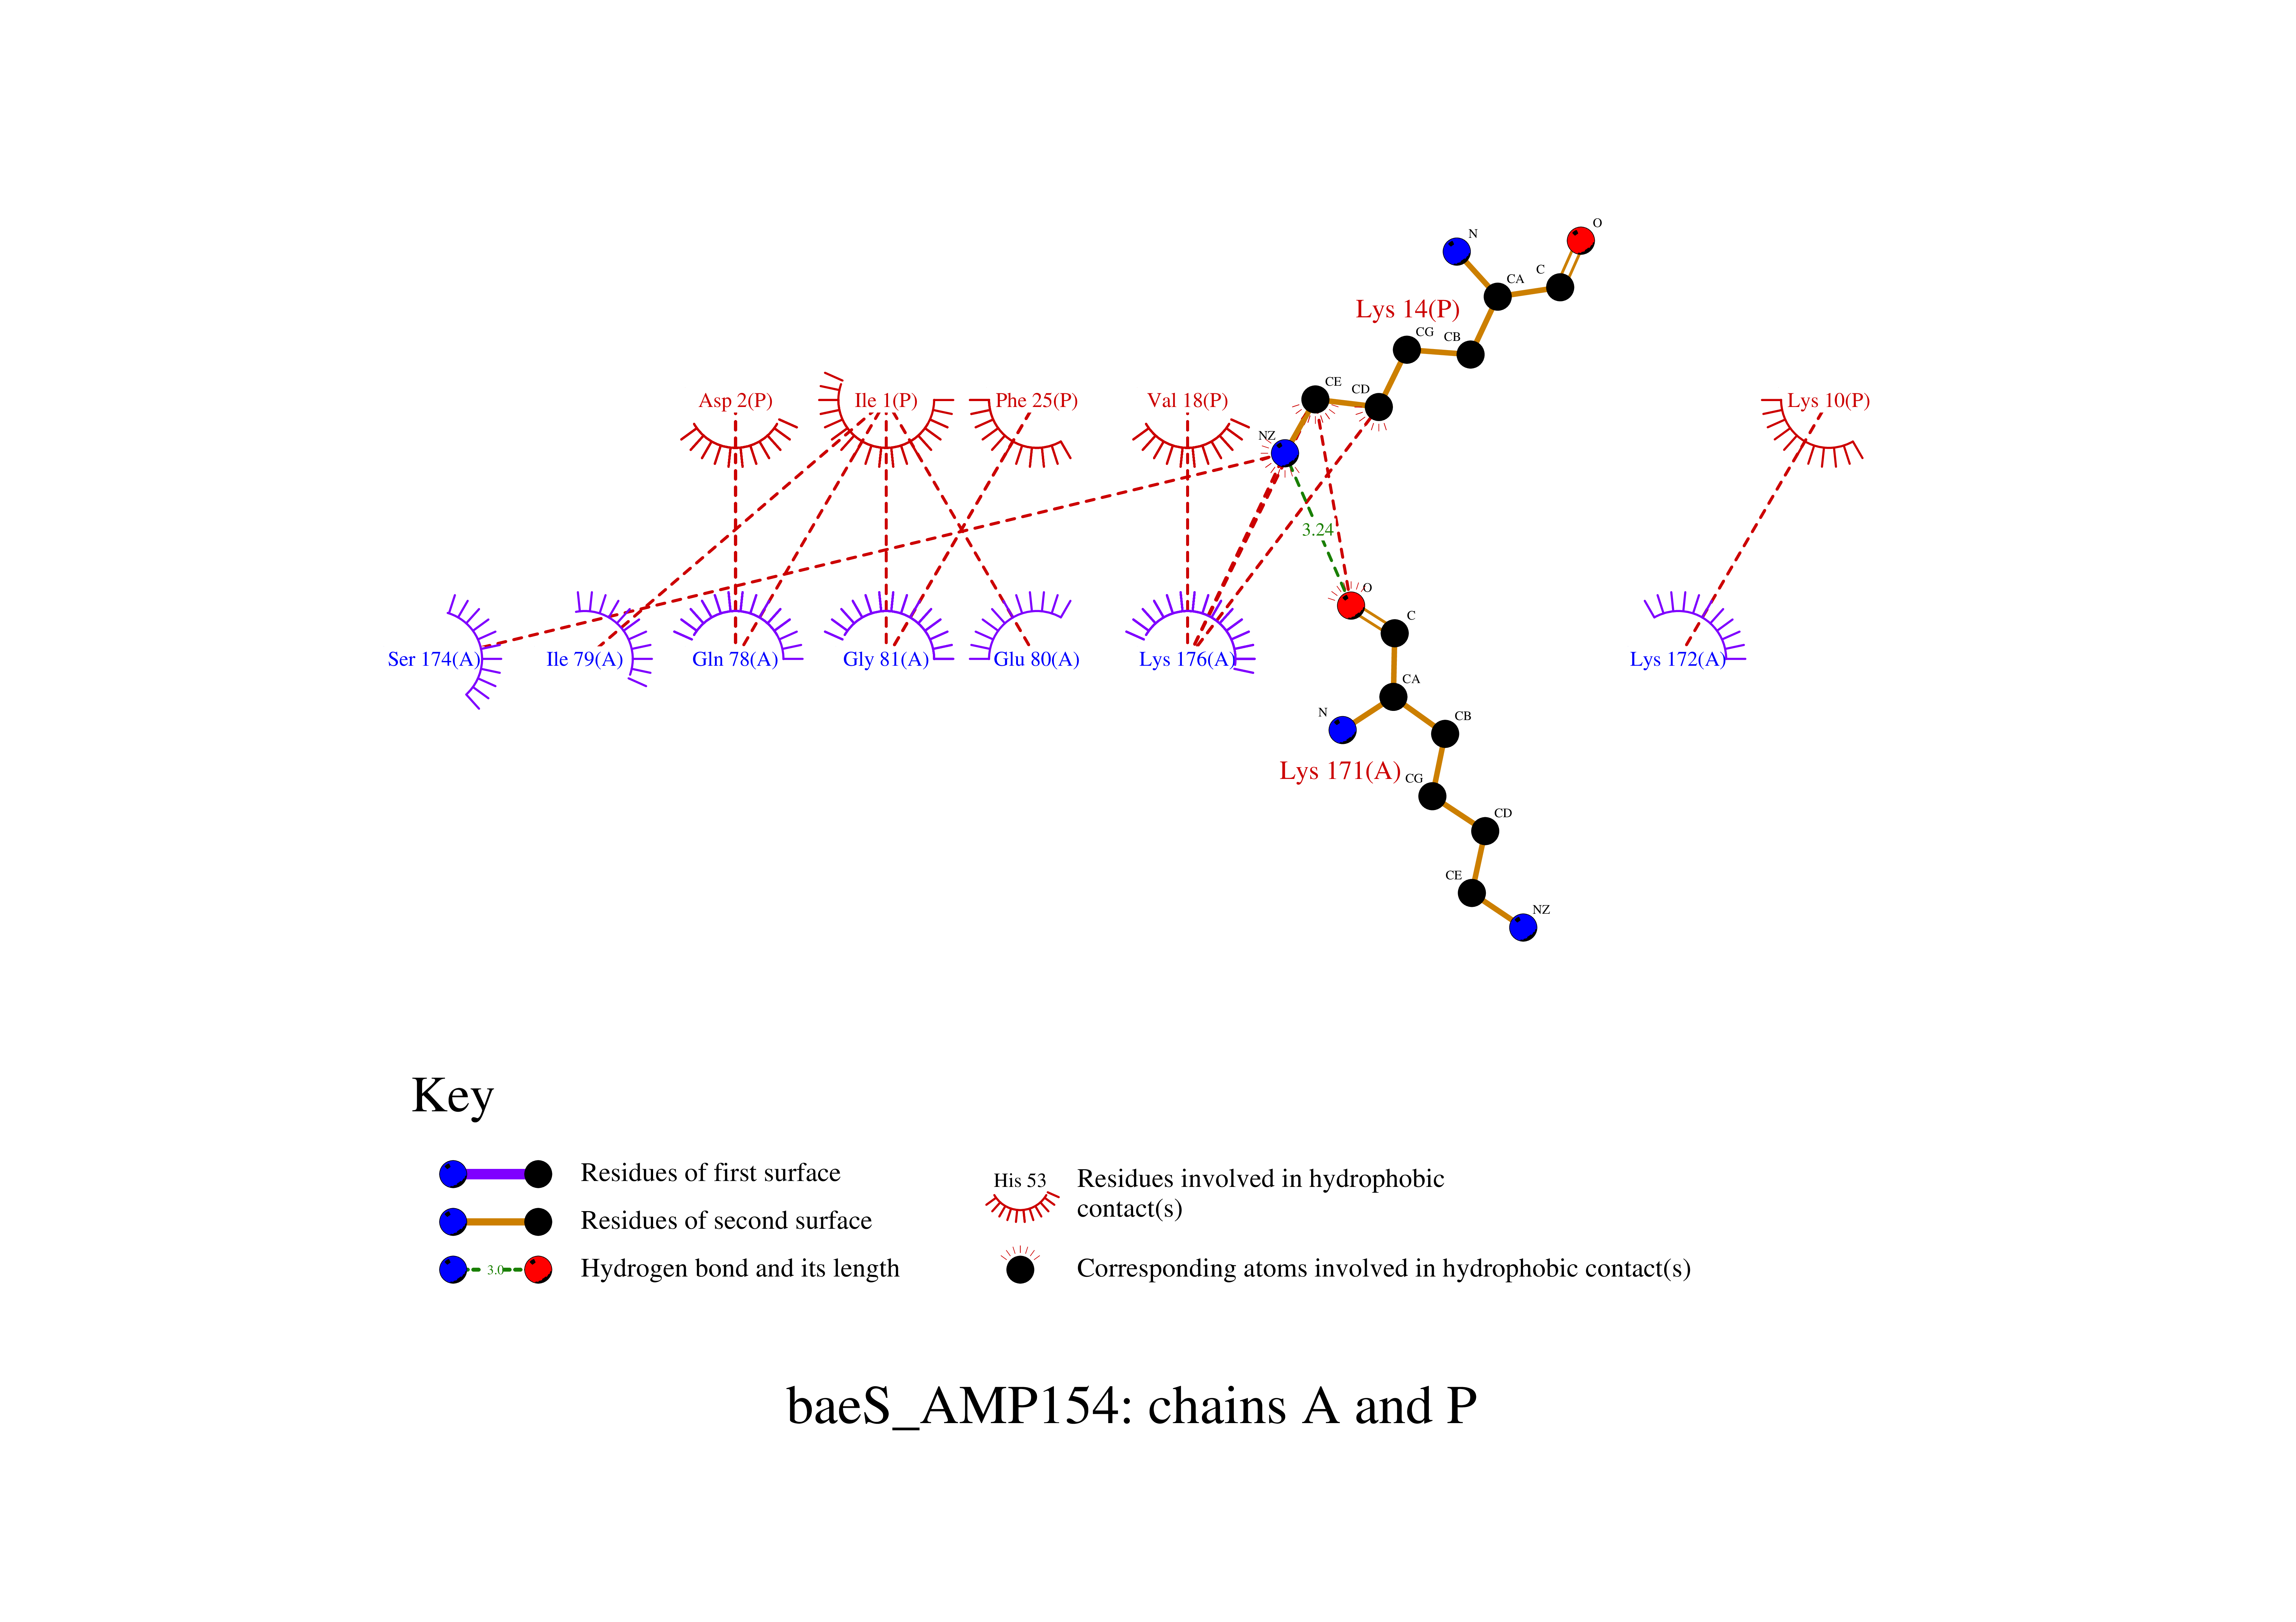 O
N
CA
C
Lys 14(P)
CG
CB
CE
CD
Asp 2(P)
Ile 1(P)
Phe 25(P)
Val 18(P)
Lys 10(P)
NZ
3.24
O
C
Ser 174(A)
Ile 79(A)
Gln 78(A)
Gly 81(A)
Glu 80(A)
Lys 176(A)
Lys 172(A)
CA
N
CB
Lys 171(A)
CG
CD
CE
NZ
Key
Residues of first surface
Residues of second surface
3.0
Hydrogen bond and its length
His 53
Residues involved in hydrophobic
contact(s)
Corresponding atoms involved in hydrophobic contact(s)
baeS_AMP154: chains A and P